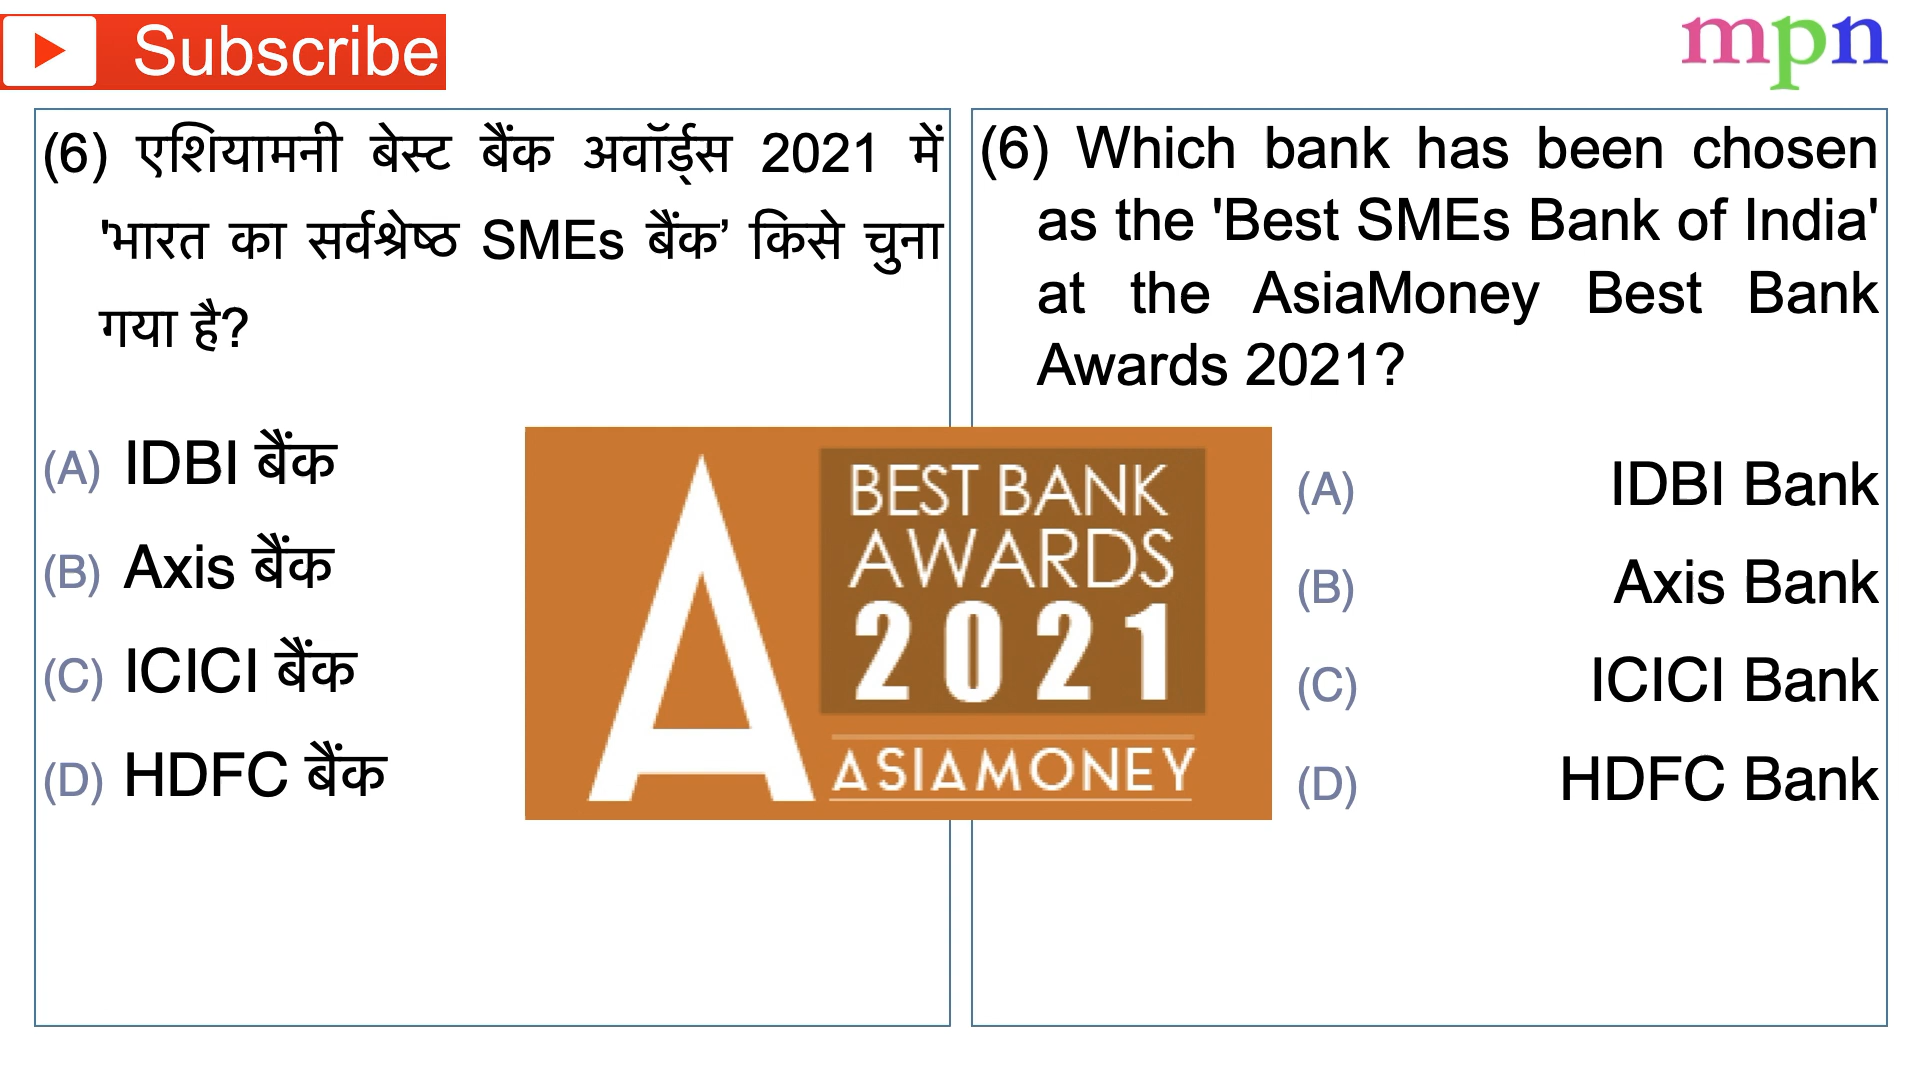 Subscribe
mpn
(6) एशियामनी बेस्ट बैंक अवॉर्ड्स 2021 में
'भारत का सर्वश्रेष्ठ SMEs बैंक’ किसे चुना
गया है?
(A) IDBI बैंक
(B) Axis बैंक
(C) ICICI बैंक
(D) HDFC बैंक
BEST BANK
AWARDS
2021
ASIAMONEY
(6) Which bank has been chosen
as the 'Best SMEs Bank of India'
at the AsiaMoney Best Bank
Awards 2021?
(A) IDBI Bank
(B) Axis Bank
(C) ICICI Bank
(D) HDFC Bank